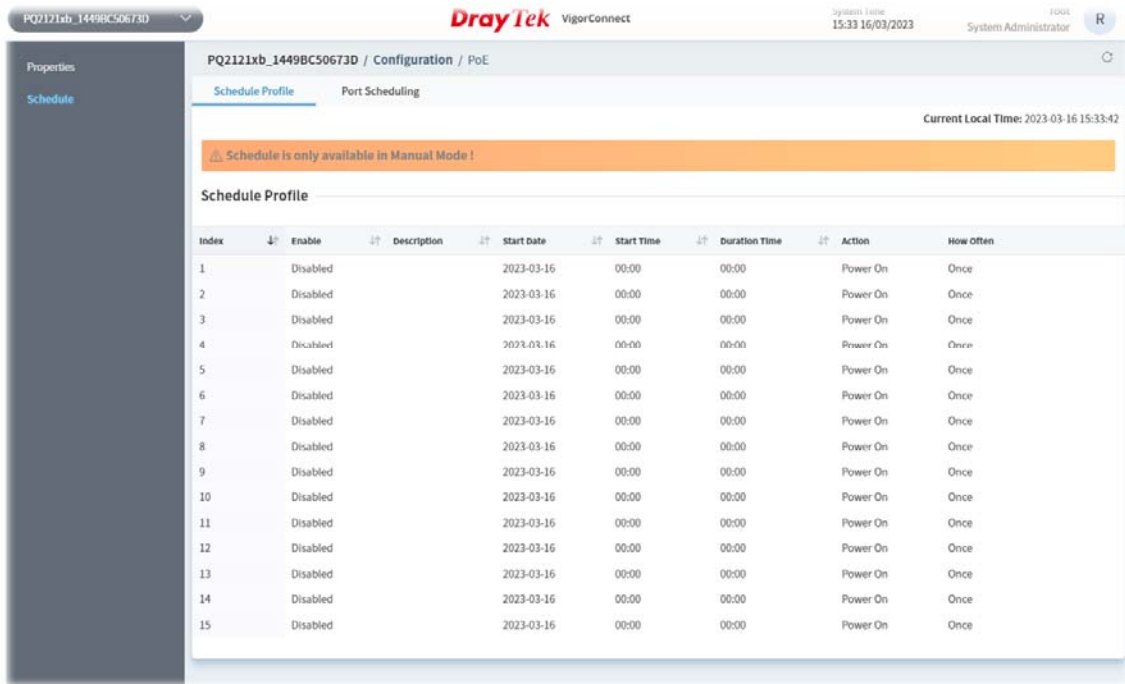 PQ2121xb_1449BC50673D
DrayTek VigorConnect
System Time
15:33 16/03/2023
root
System Administrator
R
Properties
Schedule
PQ2121xb_1449BC50673D / Configuration / PoE
Schedule Profile Port Scheduling
Current Local Time: 2023-03-16 15:33:42
Schedule is only available in Manual Mode !
Schedule Profile
Index Enable Description Start Date Start Time Duration Time Action How Often
1 Disabled 2023-03-16 00:00 00:00 Power On Once
2 Disabled 2023-03-16 00:00 00:00 Power On Once
3 Disabled 2023-03-16 00:00 00:00 Power On Once
4 Disabled 2023-03-16 00:00 00:00 Power On Once
5 Disabled 2023-03-16 00:00 00:00 Power On Once
6 Disabled 2023-03-16 00:00 00:00 Power On Once
7 Disabled 2023-03-16 00:00 00:00 Power On Once
8 Disabled 2023-03-16 00:00 00:00 Power On Once
9 Disabled 2023-03-16 00:00 00:00 Power On Once
10 Disabled 2023-03-16 00:00 00:00 Power On Once
11 Disabled 2023-03-16 00:00 00:00 Power On Once
12 Disabled 2023-03-16 00:00 00:00 Power On Once
13 Disabled 2023-03-16 00:00 00:00 Power On Once
14 Disabled 2023-03-16 00:00 00:00 Power On Once
15 Disabled 2023-03-16 00:00 00:00 Power On Once